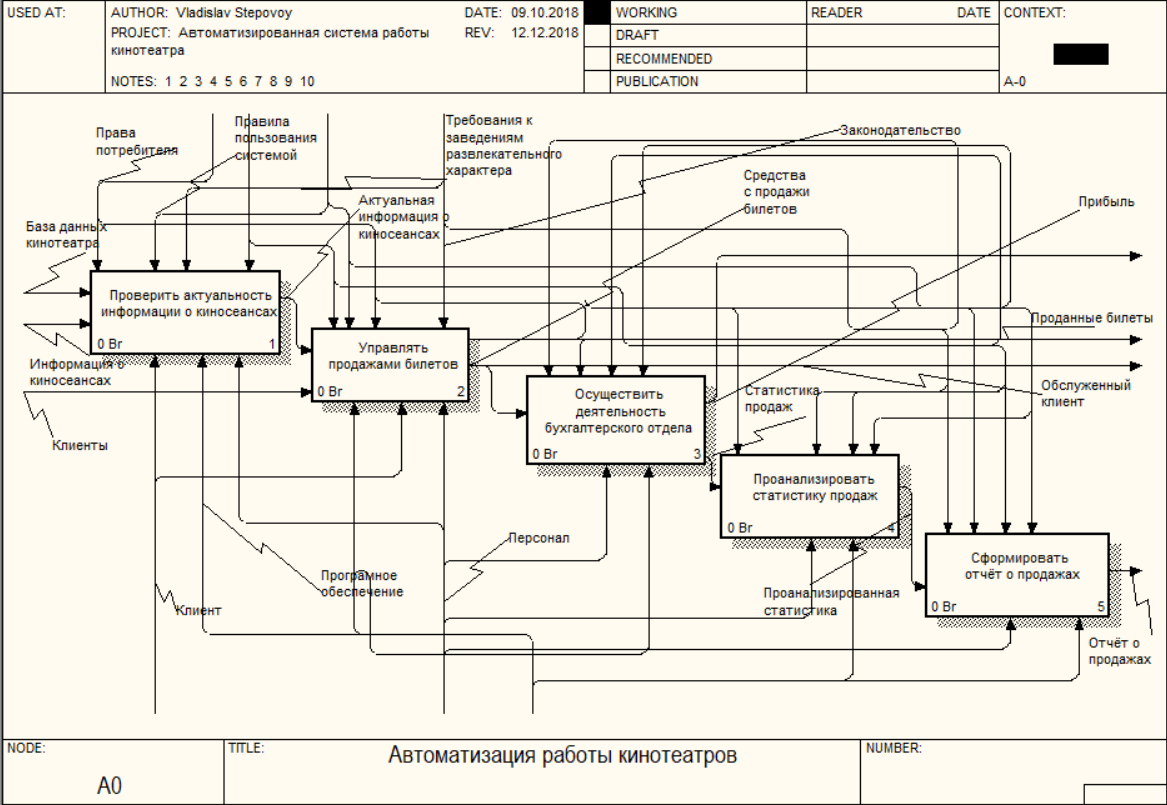 USED AT:
AUTHOR: Vladislav Stepovoy
DATE: 09.10.2018
WORKING
READER
DATE
CONTEXT:
PROJECT: Автоматизированная система работы
кинотеатра
REV: 12.12.2018
DRAFT
RECOMMENDED
NOTES: 1 2 3 4 5 6 7 8 9 10
PUBLICATION
A-0
Права
потребителя
Правила
пользования
системой
Требования к
заведениям
развлекательного
характера
Законодательство
Средства
с продажи
билетов
Прибыль
Актуальная
информация о
киносеансах
База данных
кинотеатра
Проверить актуальность
информации о киносеансах
0 Br
1
Управлять
продажами билетов
0 Br
2
Проданные билеты
Информация о
киносеансах
Обслуженный
клиент
Осуществить
деятельность
бухгалтерского отдела
0 Br
3
Статистика
продаж
Клиенты
Проанализировать
статистику продаж
0 Br
4
Персонал
Сформировать
отчёт о продажах
0 Br
5
Програмное
обеспечение
Клиент
Проанализированная
статистика
Отчёт о
продажах
NODE:
A0
TITLE:
Автоматизация работы кинотеатров
NUMBER: